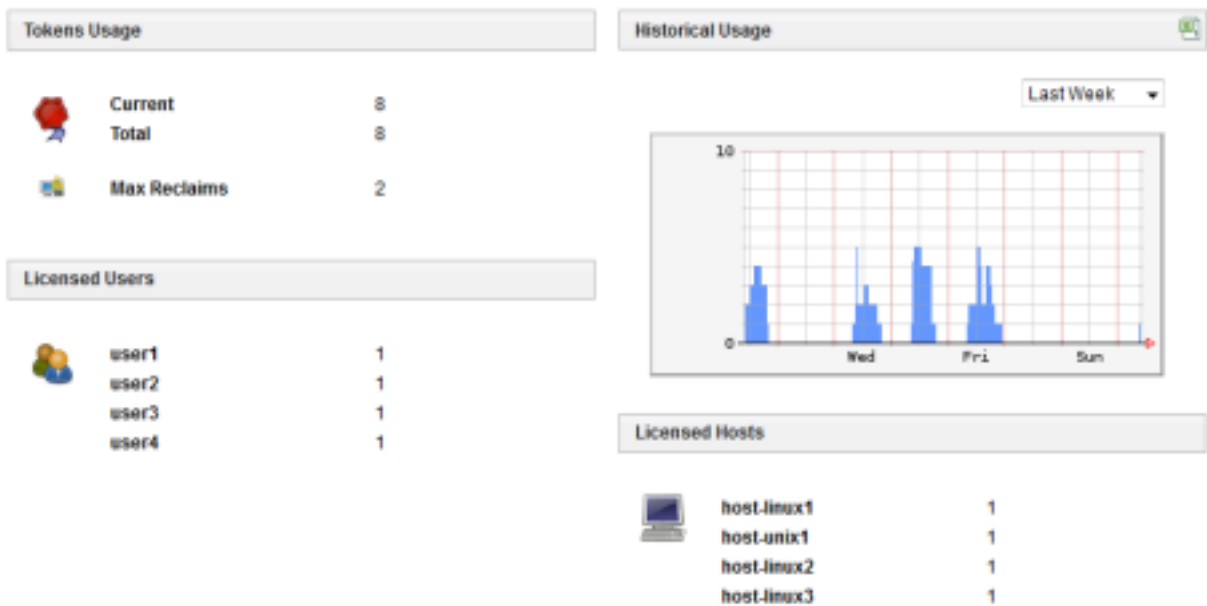 Tokens Usage
Current 8
Total 8
Max Reclaims 2
Licensed Users
user1 1
user2 1
user3 1
user4 1
Historical Usage
Last Week
10
0
Wed Fri Sun
Licensed Hosts
host-linux1 1
host-unix1 1
host-linux2 1
host-linux3 1